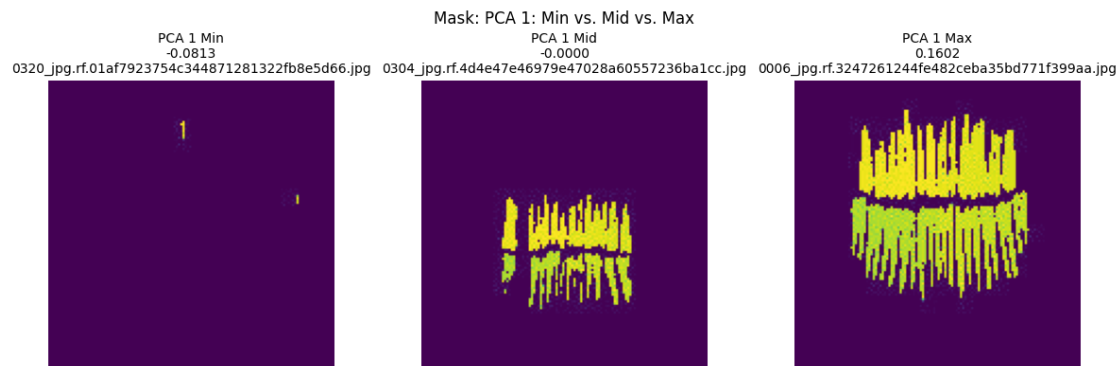 Mask: PCA 1: Min vs. Mid vs. Max
PCA 1 Min
-0.0813
0320_jpg.rf.01af7923754c344871281322fb8e5d66.jpg
PCA 1 Mid
-0.0000
0304_jpg.rf.4d4e47e46979e47028a60557236ba1cc.jpg
PCA 1 Max
0.1602
0006_jpg.rf.3247261244fe482ceba35bd771f399aa.jpg